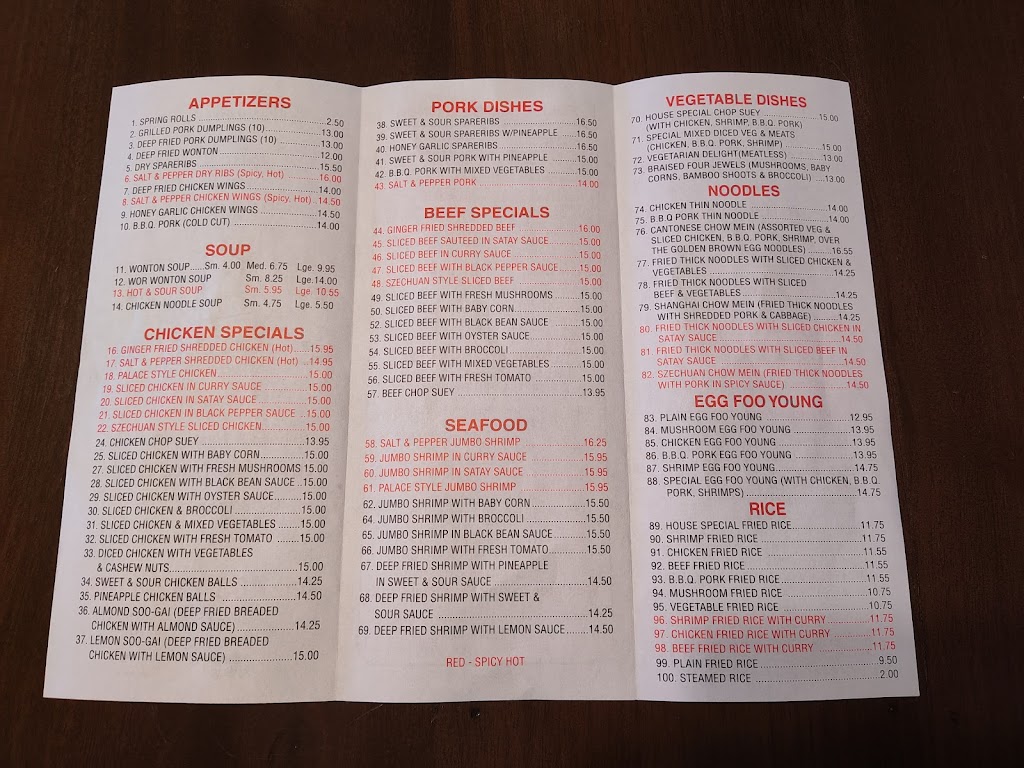 APPETIZERS
1. SPRING ROLLS ........2.50
2. GRILLED PORK DUMPLINGS (10)........13.00
3. DEEP FRIED PORK DUMPLINGS (10) ........13.00
4. DEEP FRIED WONTON ........12.00
5. DRY SPARERIBS ........15.50
6. SALT & PEPPER DRY RIBS (Spicy, Hot) ........16.00
7. DEEP FRIED CHICKEN WINGS ........14.00
8. SALT & PEPPER CHICKEN WINGS (Spicy, Hot) . 14.50
9. HONEY GARLIC CHICKEN WINGS ........14.50
10. B.B.Q. PORK (COLD CUT) ........14.00
SOUP
11. WONTON SOUP......Sm. 4.00 Med. 6.75 Lge. 9.95
12. WOR WONTON SOUP Sm. 8.25 Lge.14.00
13. HOT & SOUR SOUP Sm. 5.95 Lge. 10.55
14. CHICKEN NOODLE SOUP Sm. 4.75 Lge. 5.50
CHICKEN SPECIALS
16. GINGER FRIED SHREDDED CHICKEN (Hot)......15.95
17. SALT & PEPPER SHREDDED CHICKEN (Hot) ...14.95
18. PALACE STYLE CHICKEN ........15.00
19. SLICED CHICKEN IN CURRY SAUCE ........15.00
20. SLICED CHICKEN IN SATAY SAUCE ........15.00
21. SLICED CHICKEN IN BLACK PEPPER SAUCE ...15.00
22. SZECHUAN STYLE SLICED CHICKEN........15.00
24. CHICKEN CHOP SUEY ........13.95
25. SLICED CHICKEN WITH BABY CORN........15.00
27. SLICED CHICKEN WITH FRESH MUSHROOMS 15.00
28. SLICED CHICKEN WITH BLACK BEAN SAUCE ..15.00
29. SLICED CHICKEN WITH OYSTER SAUCE........15.00
30. SLICED CHICKEN & BROCCOLI ........15.00
31. SLICED CHICKEN & MIXED VEGETABLES .......15.00
32. SLICED CHICKEN WITH FRESH TOMATO ......15.00
33. DICED CHICKEN WITH VEGETABLES
& CASHEW NUTS........15.00
34. SWEET & SOUR CHICKEN BALLS ........14.25
35. PINEAPPLE CHICKEN BALLS ........14.50
36. ALMOND SOO-GAI (DEEP FRIED BREADED
CHICKEN WITH ALMOND SAUCE) ........14.25
37. LEMON SOO-GAI (DEEP FRIED BREADED
CHICKEN WITH LEMON SAUCE) ........15.00
PORK DISHES
38. SWEET & SOUR SPARERIBS ........16.50
39. SWEET & SOUR SPARERIBS W/PINEAPPLE .....16.50
40. HONEY GARLIC SPARERIBS ........16.50
41. SWEET & SOUR PORK WITH PINEAPPLE ........15.00
42. B.B.Q. PORK WITH MIXED VEGETABLES ........15.00
43. SALT & PEPPER PORK ........14.00
BEEF SPECIALS
44. GINGER FRIED SHREDDED BEEF ........16.00
45. SLICED BEEF SAUTEED IN SATAY SAUCE........15.00
46 SLICED BEEF IN CURRY SAUCE ........15.00
47 SLICED BEEF WITH BLACK PEPPER SAUCE......15.00
48. SZECHUAN STYLE SLICED BEEF ........15.00
49. SLICED BEEF WITH FRESH MUSHROOMS ........15.00
50. SLICED BEEF WITH BABY CORN........15.00
52. SLICED BEEF WITH BLACK BEAN SAUCE ........15.00
53. SLICED BEEF WITH OYSTER SAUCE........15.00
54. SLICED BEEF WITH BROCCOLI ........15.00
55. SLICED BEEF WITH MIXED VEGETABLES ........15.00
56. SLICED BEEF WITH FRESH TOMATO ........15.00
57. BEEF CHOP SUEY ........13.95
SEAFOOD
58. SALT & PEPPER JUMBO SHRIMP ........16.25
59. JUMBO SHRIMP IN CURRY SAUCE ........15.95
60. JUMBO SHRIMP IN SATAY SAUCE ........15.95
61. PALACE STYLE JUMBO SHRIMP ........15.95
62. JUMBO SHRIMP WITH BABY CORN........15.50
64. JUMBO SHRIMP WITH BROCCOLI ........15.50
65. JUMBO SHRIMP IN BLACK BEAN SAUCE........15.50
66. JUMBO SHRIMP WITH FRESH TOMATO........15.50
67. DEEP FRIED SHRIMP WITH PINEAPPLE
IN SWEET & SOUR SAUCE ........14.50
68. DEEP FRIED SHRIMP WITH SWEET &
SOUR SAUCE ........14.25
69. DEEP FRIED SHRIMP WITH LEMON SAUCE.......14.50
RED - SPICY HOT
VEGETABLE DISHES
70. HOUSE SPECIAL CHOP SUEY ........15.00
(WITH CHICKEN, SHRIMP, B.B.Q. PORK)
71. SPECIAL MIXED DICED VEG & MEATS
(CHICKEN, B.B.Q. PORK, SHRIMP) ........15.00
72. VEGETARIAN DELIGHT(MEATLESS) ........13.00
73. BRAISED FOUR JEWELS (MUSHROOMS, BABY
CORNS, BAMBOO SHOOTS & BROCCOLI) ....13.00
NOODLES
74. CHICKEN THIN NOODLE ........14.00
75. B.B.Q PORK THIN NOODLE ........14.00
76. CANTONESE CHOW MEIN (ASSORTED VEG &
SLICED CHICKEN, B.B.Q. PORK, SHRIMP, OVER
THE GOLDEN BROWN EGG NOODLES) ........16.55
77. FRIED THICK NOODLES WITH SLICED CHICKEN &
VEGETABLES ........14.25
78. FRIED THICK NOODLES WITH SLICED
BEEF & VEGETABLES ........14.25
79. SHANGHAI CHOW MEIN (FRIED THICK NOODLES
WITH SHREDDED PORK & CABBAGE) ........14.25
80. FRIED THICK NOODLES WITH SLICED CHICKEN IN
SATAY SAUCE ........14.50
81. FRIED THICK NOODLES WITH SLICED BEEF IN
SATAY SAUCE ........14.50
82. SZECHUAN CHOW MEIN (FRIED THICK NOODLES
WITH PORK IN SPICY SAUCE) ........14.50
EGG FOO YOUNG
83. PLAIN EGG FOO YOUNG ........12.95
84. MUSHROOM EGG FOO YOUNG ........13.95
85. CHICKEN EGG FOO YOUNG ........13.95
86. B.B.Q. PORK EGG FOO YOUNG ........13.95
87. SHRIMP EGG FOO YOUNG........14.75
88. SPECIAL EGG FOO YOUNG (WITH CHICKEN, B.B.Q.
PORK, SHRIMPS) ........14.75
RICE
89. HOUSE SPECIAL FRIED RICE........11.75
90. SHRIMP FRIED RICE ........11.75
91. CHICKEN FRIED RICE ........11.55
92. BEEF FRIED RICE ........11.55
93. B.B.Q. PORK FRIED RICE ........11.55
94. MUSHROOM FRIED RICE ........10.75
95. VEGETABLE FRIED RICE ........10.75
96. SHRIMP FRIED RICE WITH CURRY ........11.75
97. CHICKEN FRIED RICE WITH CURRY ........11.75
98. BEEF FRIED RICE WITH CURRY ........11.75
99. PLAIN FRIED RICE ........9.50
100. STEAMED RICE ........2.00